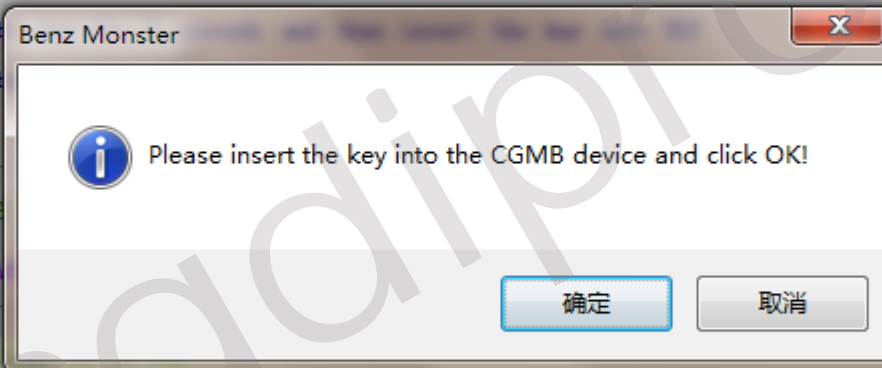 Benz Monster
Please insert the key into the CGMB device and click OK!
确定
取消